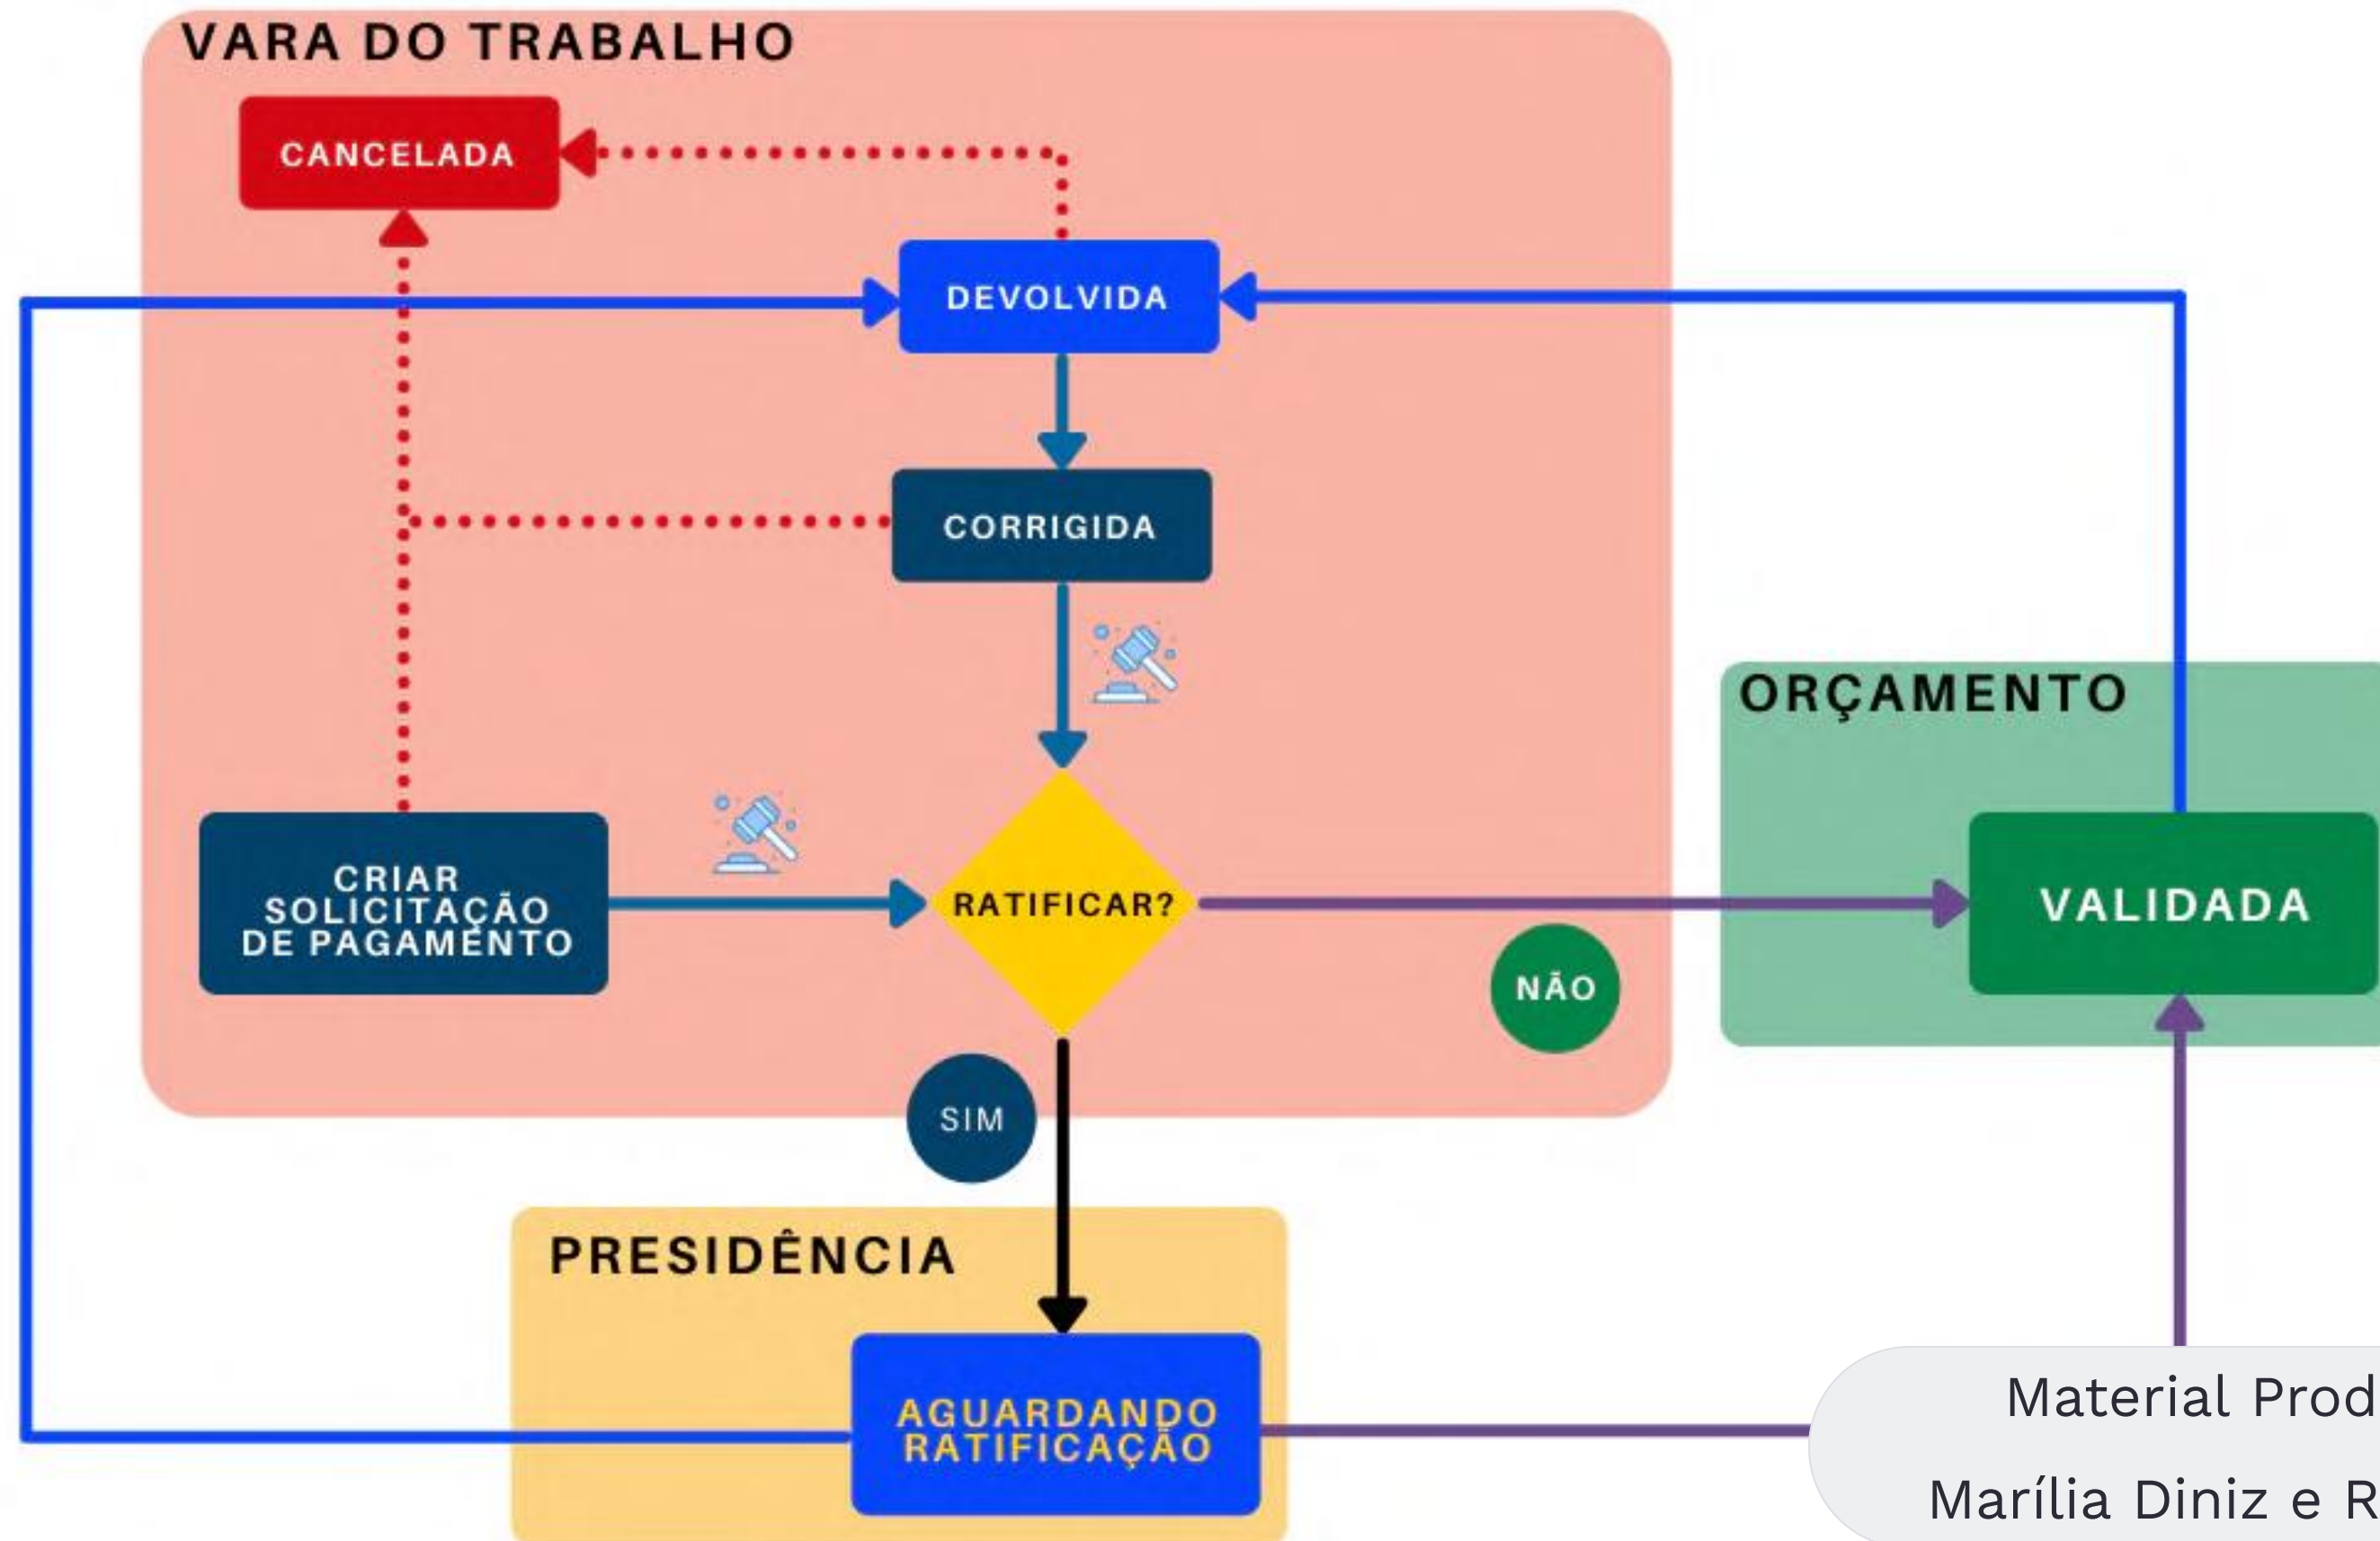 VARA DO TRABALHO
CANCELADA
DEVOLVIDA
CORRIGIDA
ORÇAMENTO
CRIAR
SOLICITAÇÃO
DE PAGAMENTO
RATIFICAR?
VALIDADA
NÃO
SIM
PRESIDÊNCIA
AGUARDANDO
RATIFICAÇÃO
Material Prod
Marília Diniz e R